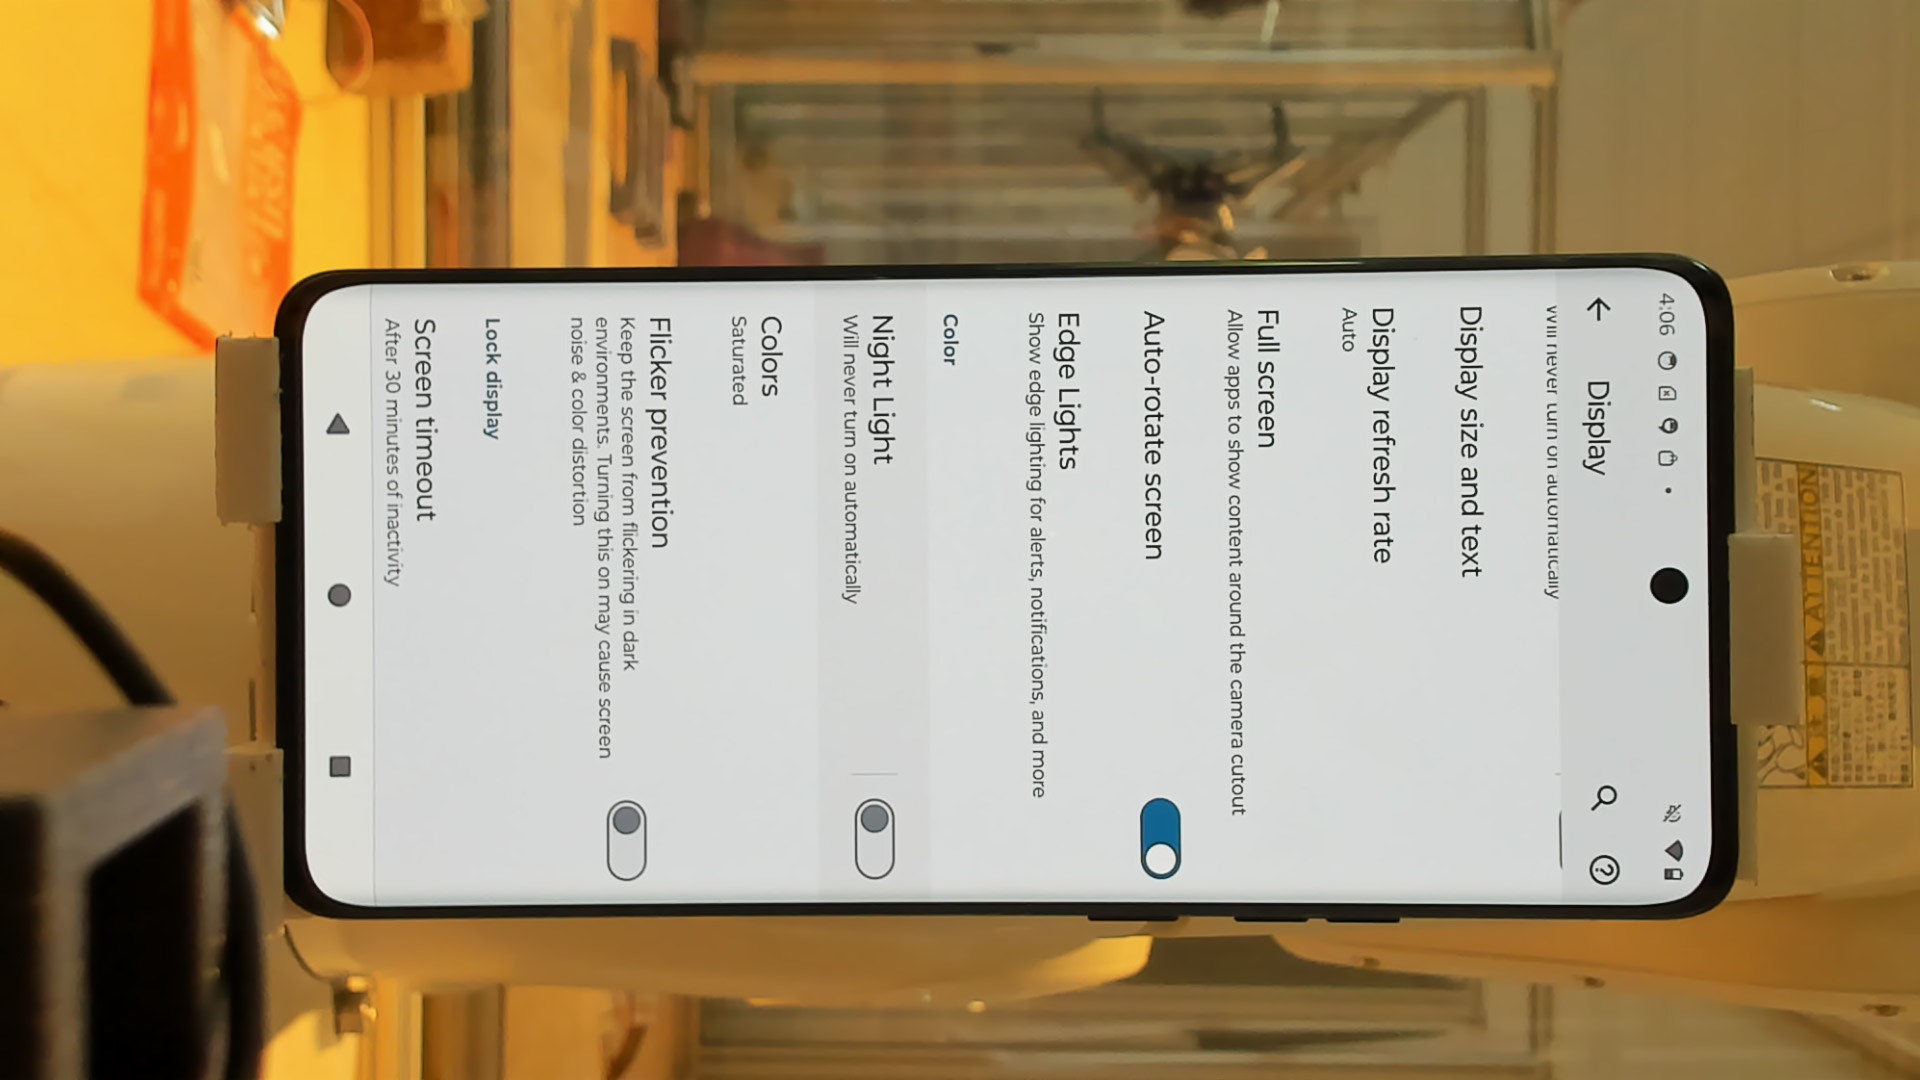 4:06
Display
Will never turn on automatically
Display size and text
Display refresh rate
Auto
Full screen
Allow apps to show content around the camera cutout
Auto-rotate screen
Edge Lights
Show edge lighting for alerts, notifications, and more
Color
Night Light
Will never turn on automatically
Colors
Saturated
Flicker prevention
Keep the screen from flickering in dark
environments. Turning this on may cause screen
noise & color distortion
Lock display
Screen timeout
After 30 minutes of inactivity
ATTENTION